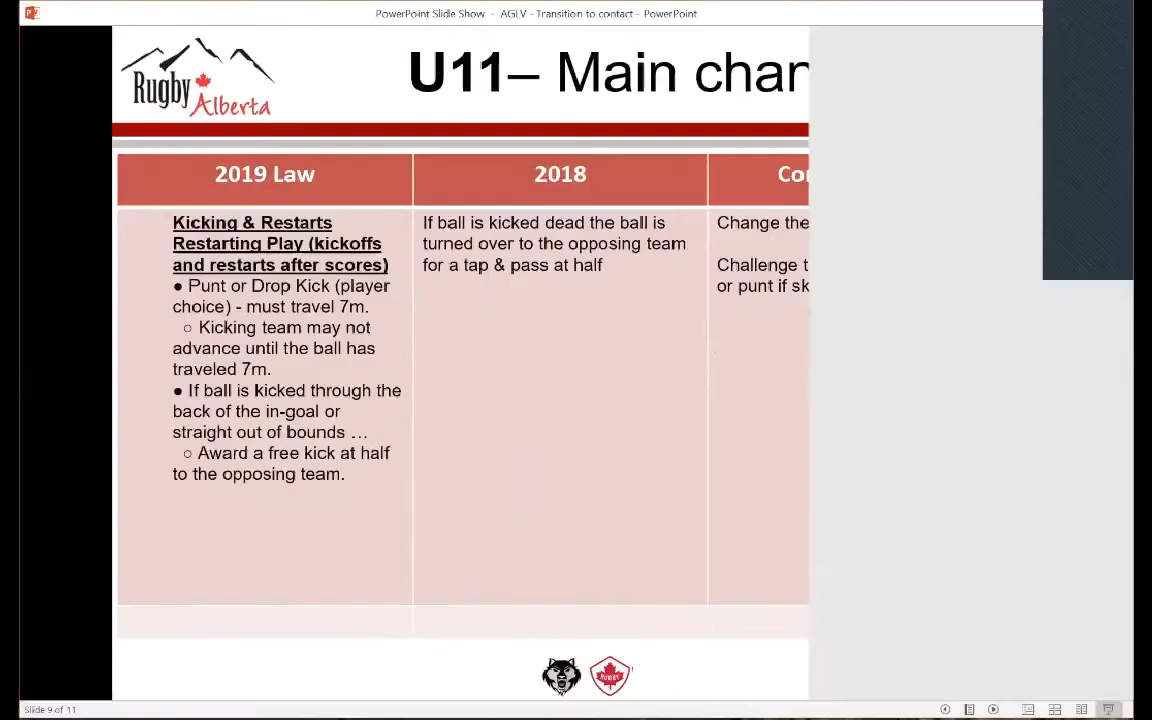 PowerPoint Slide Show - AGLV - Transition to contact - PowerPoint
Rugby
Alberta
U11– Main chan
2019 Law
2018
Co
Kicking & Restarts
Restarting Play (kickoffs
and restarts after scores)
● Punt or Drop Kick (player
choice) - must travel 7m.
○ Kicking team may not
advance until the ball has
traveled 7m.
● If ball is kicked through the
back of the in-goal or
straight out of bounds …
○ Award a free kick at half
to the opposing team.
If ball is kicked dead the ball is
turned over to the opposing team
for a tap & pass at half
Change the
Challenge t
or punt if sk
RUGBY
Slide 9 of 11